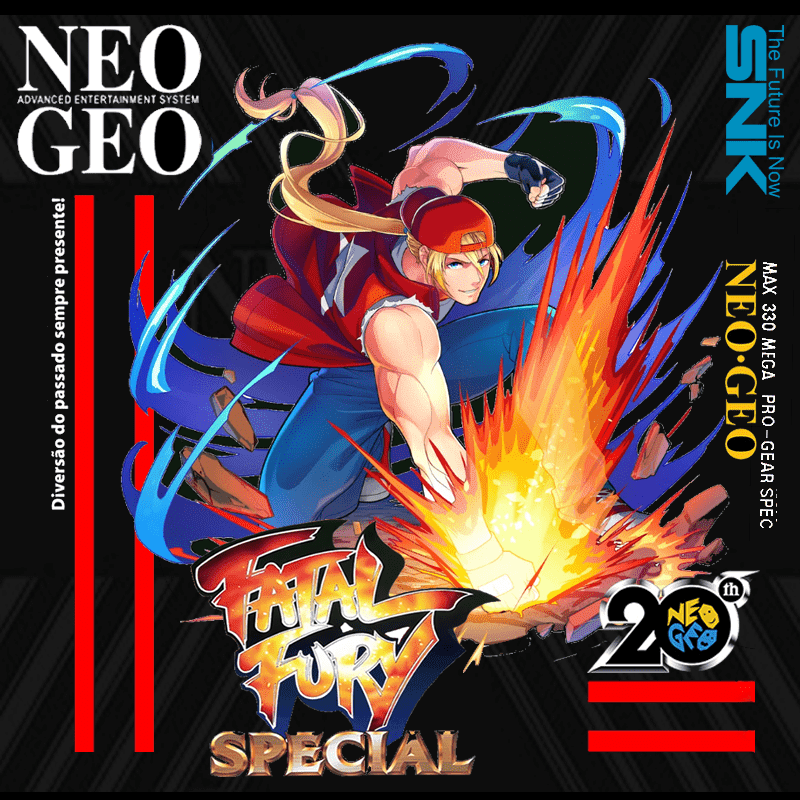 NEO
ADVANCED ENTERTAINMENT SYSTEM
GEO
The Future Is Now
SNK
Diversão do passado sempre presente!
MAX 330 MEGA PRO-GEAR SPEC
NEO•GEO
FATAL
FURY
SPECIAL
20th
NEO
GEO